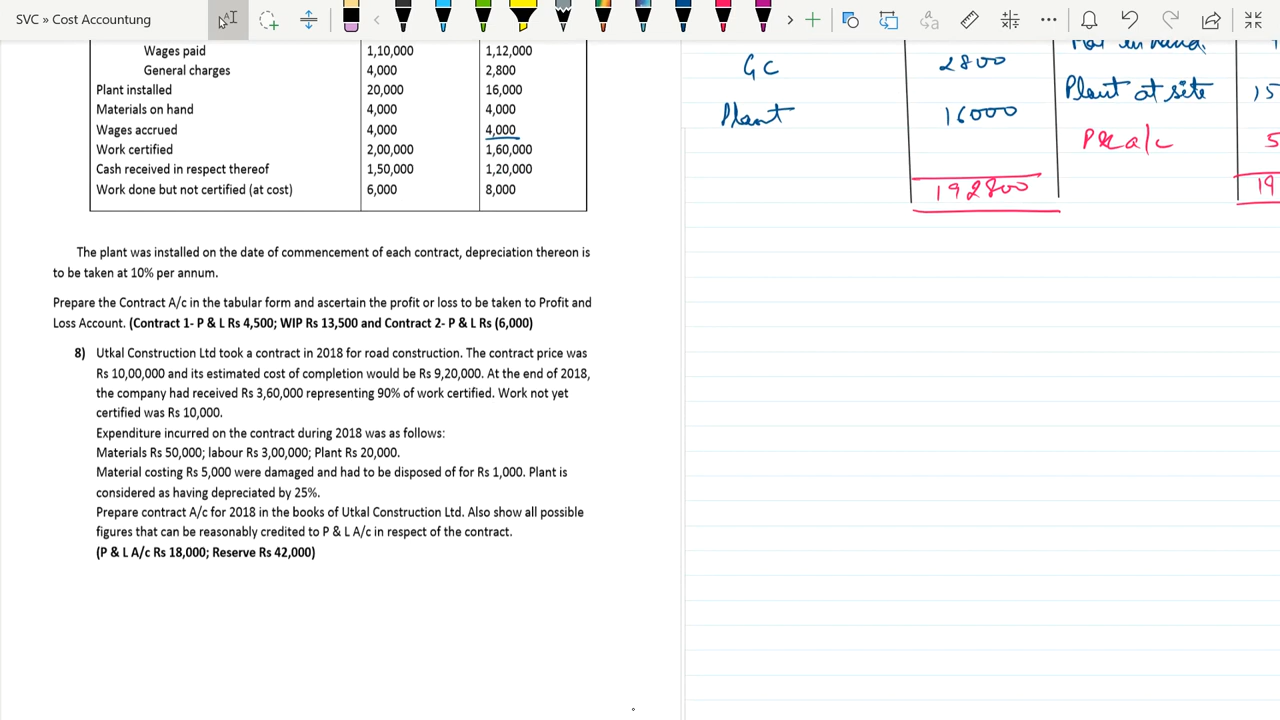 SVC » Cost Accountung
Wages paid 1,10,000 1,12,000
General charges 4,000 2,800
Plant installed 20,000 16,000
Materials on hand 4,000 4,000
Wages accrued 4,000 4,000
Work certified 2,00,000 1,60,000
Cash received in respect thereof 1,50,000 1,20,000
Work done but not certified (at cost) 6,000 8,000
The plant was installed on the date of commencement of each contract, depreciation thereon is
to be taken at 10% per annum.
Prepare the Contract A/c in the tabular form and ascertain the profit or loss to be taken to Profit and
Loss Account. (Contract 1- P & L Rs 4,500; WIP Rs 13,500 and Contract 2- P & L Rs (6,000)
8) Utkal Construction Ltd took a contract in 2018 for road construction. The contract price was
Rs 10,00,000 and its estimated cost of completion would be Rs 9,20,000. At the end of 2018,
the company had received Rs 3,60,000 representing 90% of work certified. Work not yet
certified was Rs 10,000.
Expenditure incurred on the contract during 2018 was as follows:
Materials Rs 50,000; labour Rs 3,00,000; Plant Rs 20,000.
Material costing Rs 5,000 were damaged and had to be disposed of for Rs 1,000. Plant is
considered as having depreciated by 25%.
Prepare contract A/c for 2018 in the books of Utkal Construction Ltd. Also show all possible
figures that can be reasonably credited to P & L A/c in respect of the contract.
(P & L A/c Rs 18,000; Reserve Rs 42,000)
GC 2800
Plant at site 15
Plant 16000
a/c 5
192800 19